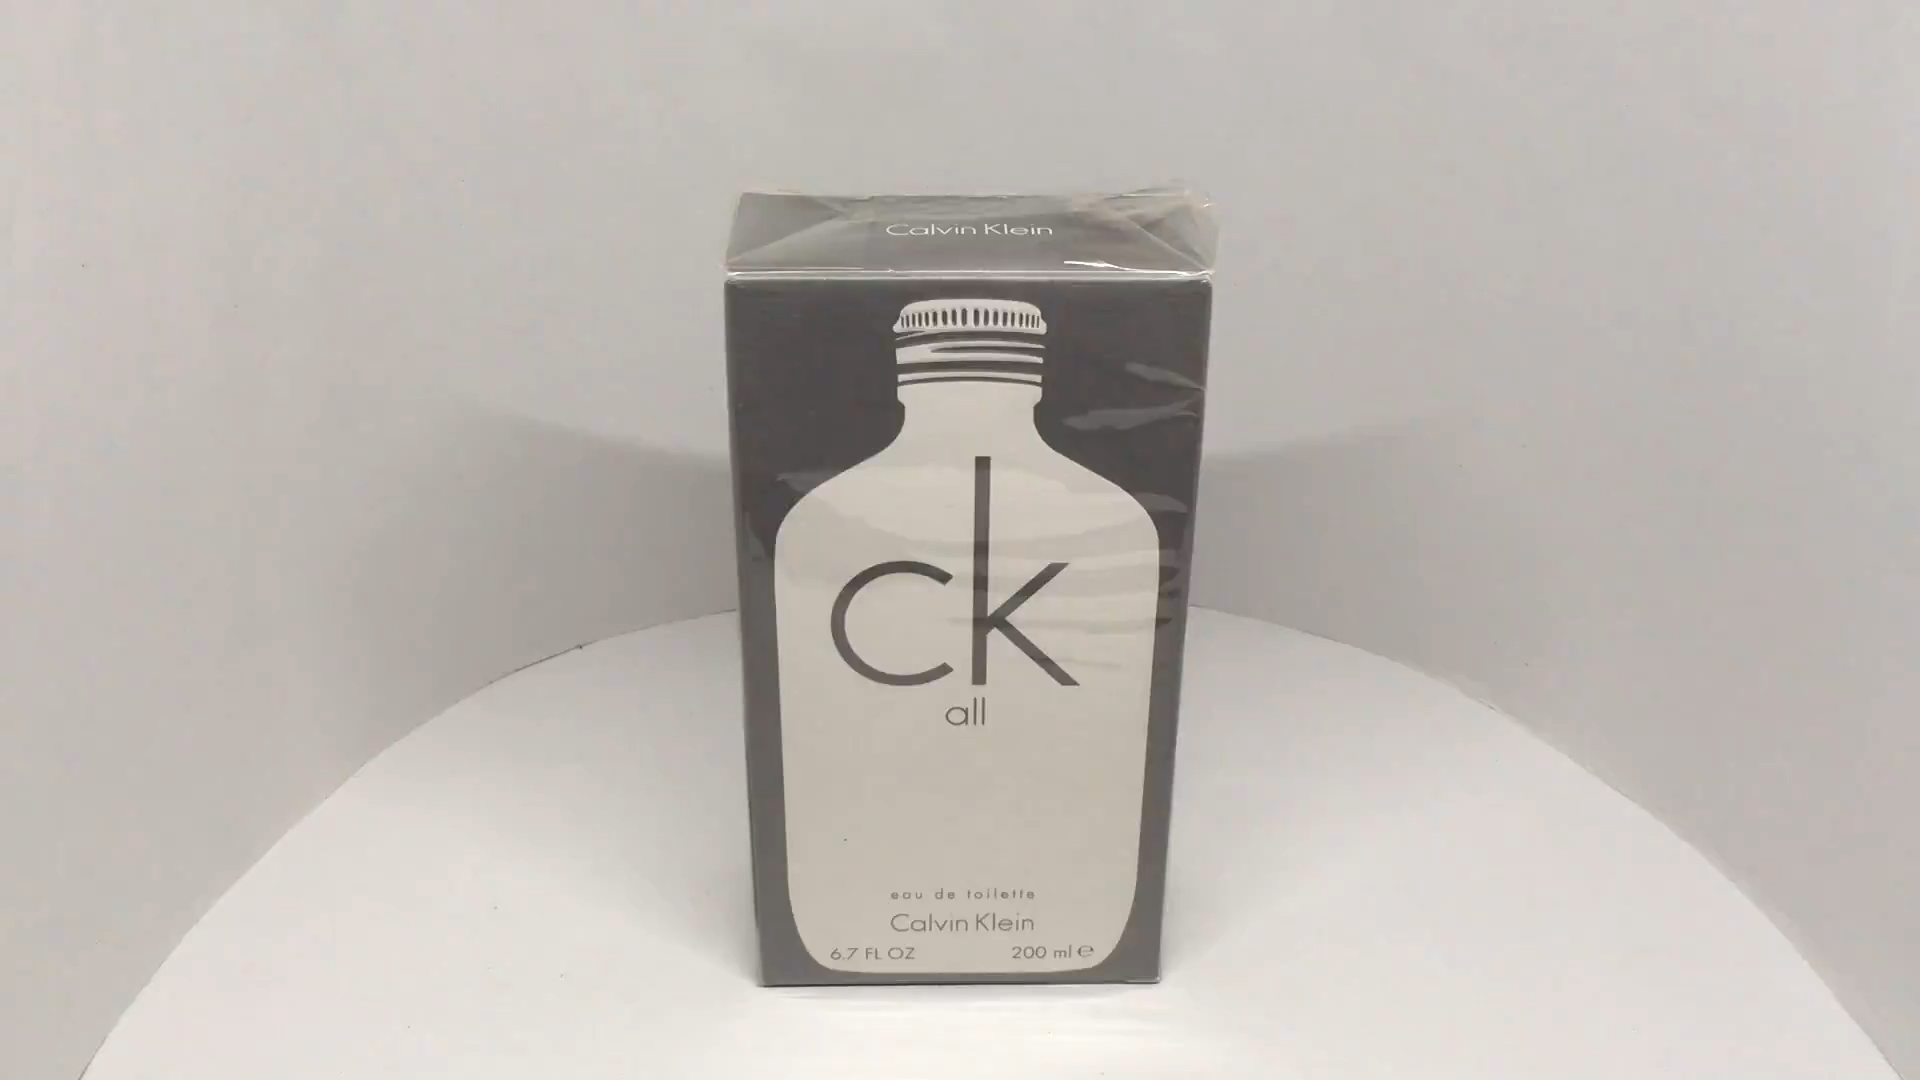 Calvin Klein
ck
all
eau de toilette
Calvin Klein
6.7 FL OZ 200 ml ℮